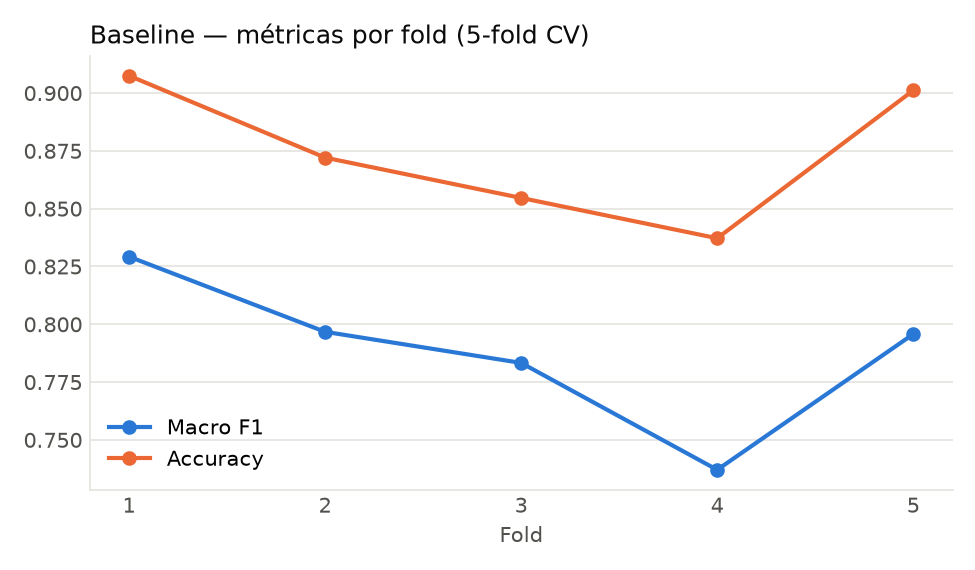 Baseline — métricas por fold (5-fold CV)
0.900
0.875
0.850
0.825
0.800
0.775
0.750
Macro F1
Accuracy
1 2 3 4 5
Fold